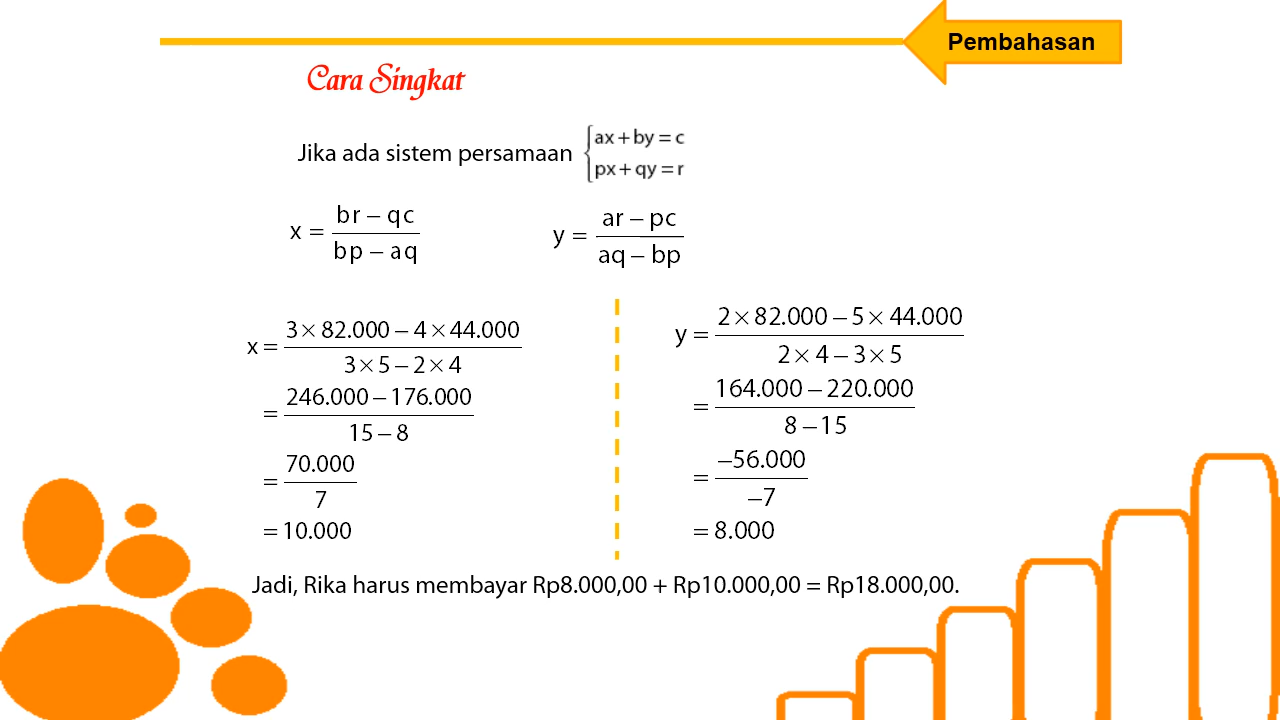 Pembahasan
Cara Singkat
Jika ada sistem persamaan { ax + by = c
px + qy = r
x = (br – qc) / (bp – aq)
y = (ar – pc) / (aq – bp)
x = (3 × 82.000 – 4 × 44.000) / (3 × 5 – 2 × 4)
= (246.000 – 176.000) / (15 – 8)
= 70.000 / 7
= 10.000
y = (2 × 82.000 – 5 × 44.000) / (2 × 4 – 3 × 5)
= (164.000 – 220.000) / (8 – 15)
= –56.000 / –7
= 8.000
Jadi, Rika harus membayar Rp8.000,00 + Rp10.000,00 = Rp18.000,00.